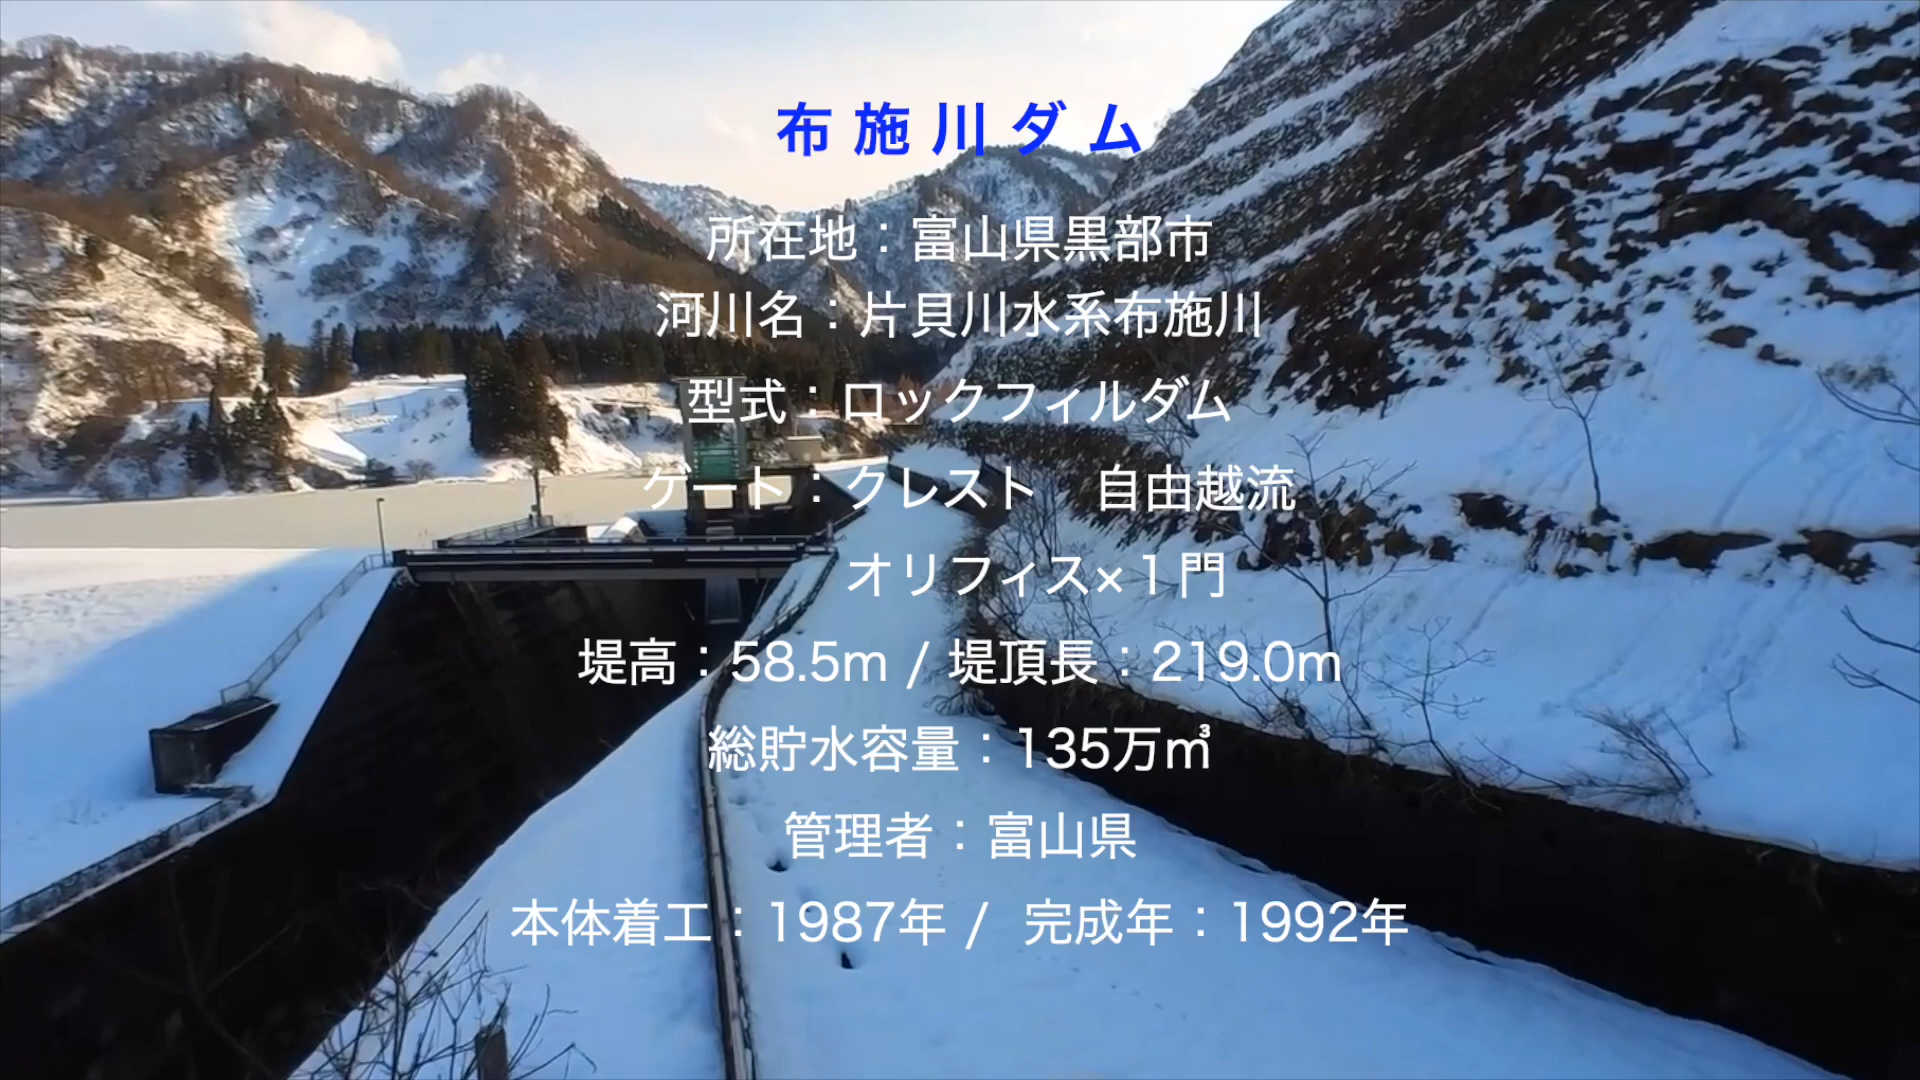 布施川ダム
所在地：富山県黒部市
河川名：片貝川水系布施川
型式：ロックフィルダム
ゲート：クレスト　自由越流
オリフィス×１門
堤高：58.5m / 堤頂長：219.0m
総貯水容量：135万㎥
管理者：富山県
本体着工：1987年 / 完成年：1992年